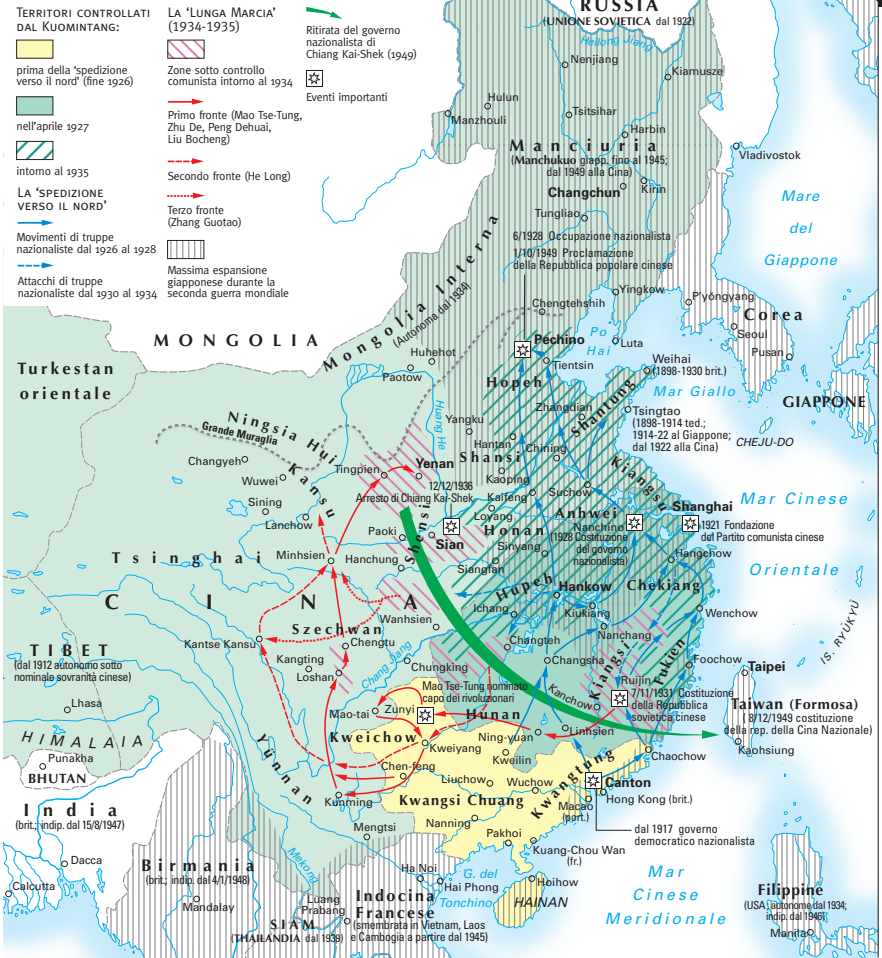 TERRITORI CONTROLLATI
DAL KUOMINTANG:
prima della 'spedizione
verso il nord' (fine 1926)
nell'aprile 1927
intorno al 1935
LA 'SPEDIZIONE
VERSO IL NORD'
Movimenti di truppe
nazionaliste dal 1926 al 1928
Attacchi di truppe
nazionaliste dal 1930 al 1934
LA 'LUNGA MARCIA'
(1934-1935)
Zone sotto controllo
comunista intorno al 1934
Primo fronte (Mao Tse-Tung,
Zhu De, Peng Dehuai,
Liu Bocheng)
Secondo fronte (He Long)
Terzo fronte
(Zhang Guotao)
Massima espansione
giapponese durante la
seconda guerra mondiale
Ritirata del governo
nazionalista di
Chiang Kai-Shek (1949)
Eventi importanti
RUSSIA
(UNIONE SOVIETICA dal 1922)
Heilong Jiang
Nenjiang
Kiamusze
Hulun
Manzhouli
Tsitsihar
Harbin
Manciuria
(Manchukuo giapp. fino al 1945;
dal 1949 alla Cina)
Vladivostok
Changchun
Kirin
Tungliao
Mare
del
Giappone
6/1928 Occupazione nazionalista
1/10/1949 Proclamazione
della Repubblica popolare cinese
Mongolia Interna
(Autonoma dal 1934)
MONGOLIA
Yingkow
Chengtehshih
P'yŏngyang
Corea
Seoul
Pusan
Po
Hai
Luta
Pechino
Tientsin
Weihai
(1898-1930 brit.)
Huhehot
Paotow
Hopeh
Mar Giallo
GIAPPONE
Turkestan
orientale
Huang He
Zhangdian
Shantung
Tsingtao
(1898-1914 ted.;
1914-22 al Giappone;
dal 1922 alla Cina)
CHEJU-DO
Ningsia Hui
Grande Muraglia
Yangku
Hantan
Shansi
Chining
Changyeh
Wuwei
Kansu
Tingpien
Yenan
12/12/1936
Arresto di Chiang Kai-Shek
Kaoping
Kiangsu
Sining
Lanchow
Kaifeng
Suchow
Loyang
Anhwei
Shanghai
1921 Fondazione
del Partito comunista cinese
Mar Cinese
Orientale
Paoki
Shensi
Sian
Honan
Nanchino
(1928 Costituzione
del governo
nazionalista)
Tsinghai
Minhsien
Hanchung
Sinyang
Siangfan
Hangchow
CINA
Hupeh
Hankow
Chekiang
Ichang
Kiukiang
Wenchow
Szechwan
Wanhsien
Nanchang
IS. RYŪKYŪ
Kantse Kansu
Chengtu
Changteh
TIBET
(dal 1912 autonomo sotto
nominale sovranità cinese)
Kangting
Loshan
Chang Jiang
Chungking
Changsha
Kiangsi
Fukien
Foochow
Taipei
Ruijin
7/11/1931 Costituzione
della Repubblica
sovietica cinese
Mao Tse-Tung nominato
capo dei rivoluzionari
Kanchow
Taiwan (Formosa)
( 8/12/1949 costituzione
della rep. della Cina Nazionale)
Lhasa
Mao-tai
Zunyi
Hunan
HIMALAIA
Kweichow
Kweiyang
Ning-yuan
Linhsien
Kaohsiung
Punakha
BHUTAN
Yünnan
Kweilin
Chaochow
Chen-feng
Liuchow
Wuchow
Kwangtung
Canton
India
(brit.; indip. dal 15/8/1947)
Kunming
Kwangsi Chuang
Hong Kong (brit.)
Macao
(port.)
Nanning
Mengtsi
Pakhoi
dal 1917 governo
democratico nazionalista
Kuang-Chou Wan
(fr.)
Dacca
Birmania
(brit.; indip. dal 4/1/1948)
Mekong
Ha Noi
Hai Phong
G. del
Tonchino
Hoihow
HAINAN
Mar
Cinese
Meridionale
Calcutta
Mandalay
Luang
Prabang
Indocina
Francese
(smembrata in Vietnam, Laos
e Cambogia a partire dal 1945)
Filippine
(USA; autonome dal 1934;
indip. dal 1946)
SIAM
(THAILANDIA dal 1939)
Manila